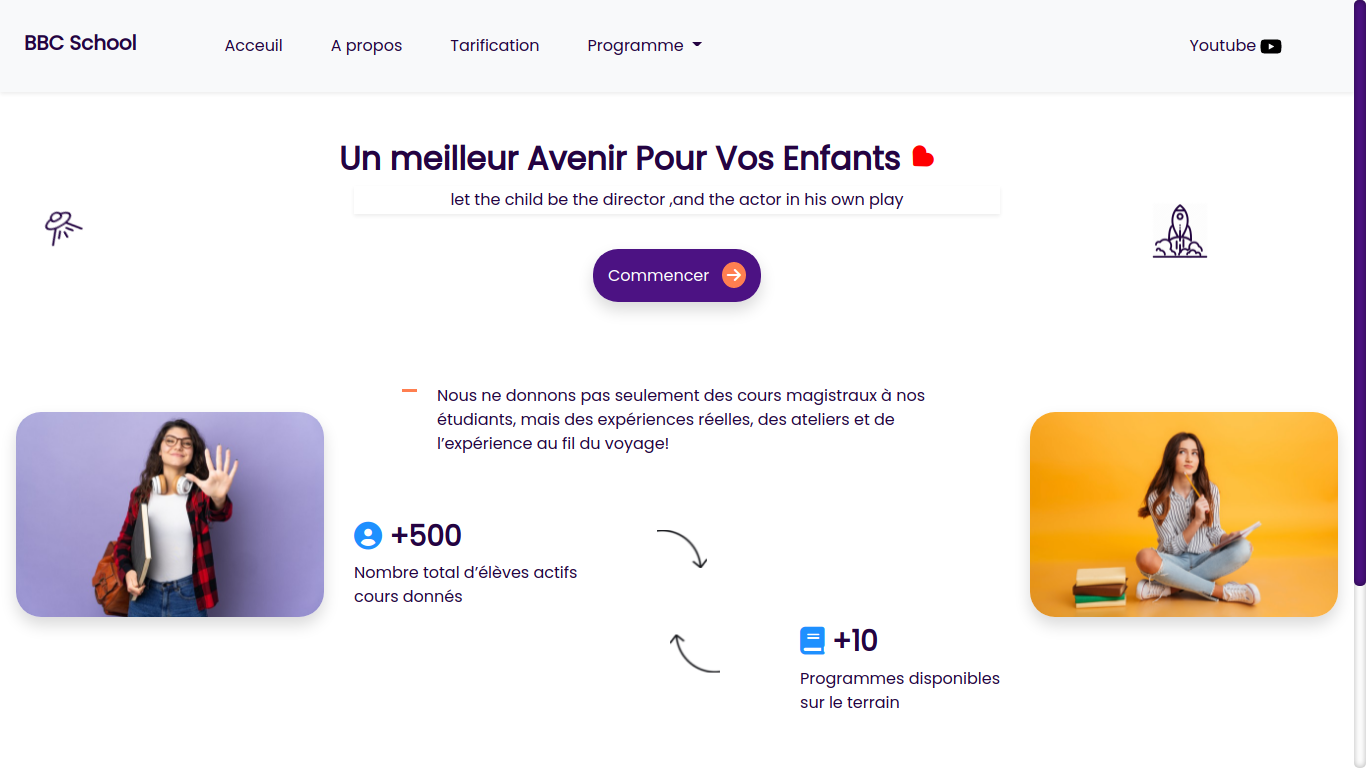 BBC School
Acceuil
A propos
Tarification
Programme
Youtube
Un meilleur Avenir Pour Vos Enfants
let the child be the director ,and the actor in his own play
Commencer
Nous ne donnons pas seulement des cours magistraux à nos
étudiants, mais des expériences réelles, des ateliers et de
l’expérience au fil du voyage!
+500
Nombre total d’élèves actifs
cours donnés
+10
Programmes disponibles
sur le terrain